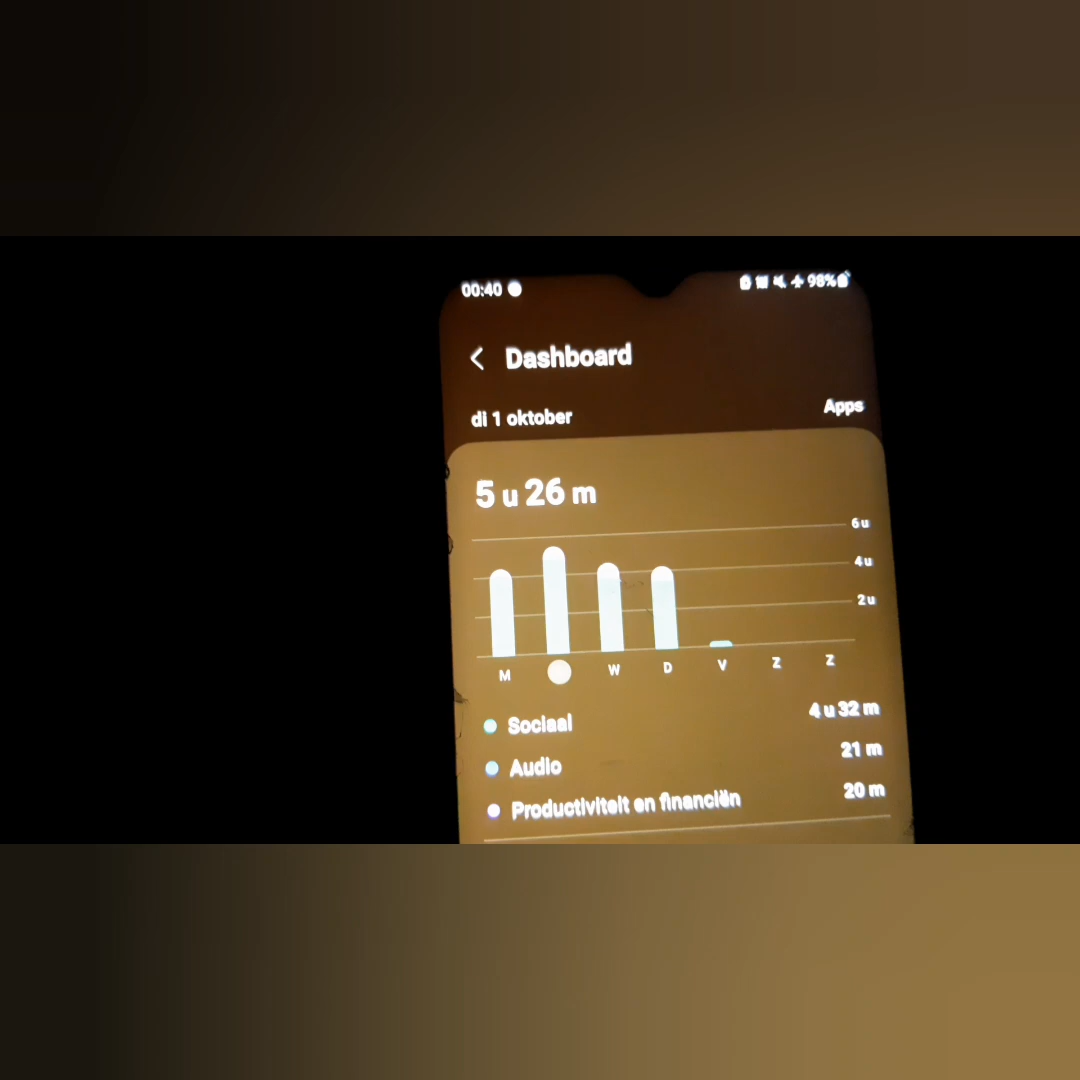 00:40 98%
Dashboard
di 1 oktober Apps
5 u 26 m
6 u
4 u
2 u
M W D V Z Z
Sociaal 4 u 32 m
Audio 21 m
Productiviteit en financiën 20 m